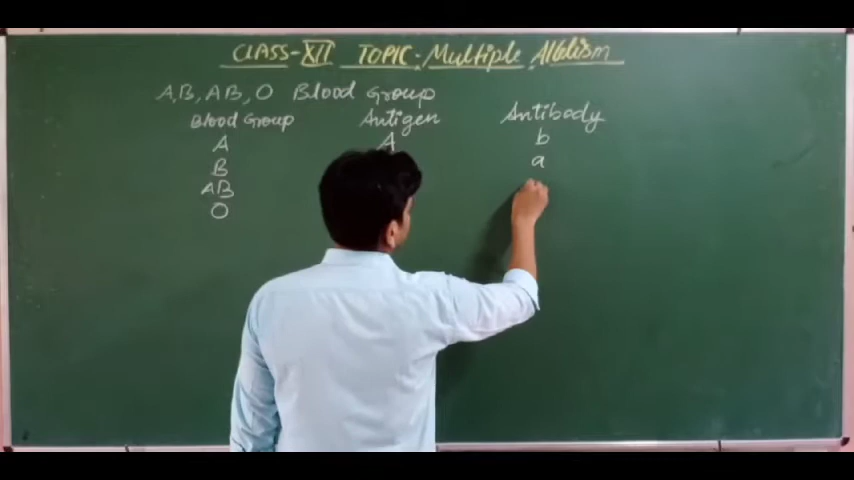 CLASS-XII TOPIC-Multiple Allelism
A,B, AB, O Blood Group
Blood Group Antigen Antibody
A A b
B a
AB
O